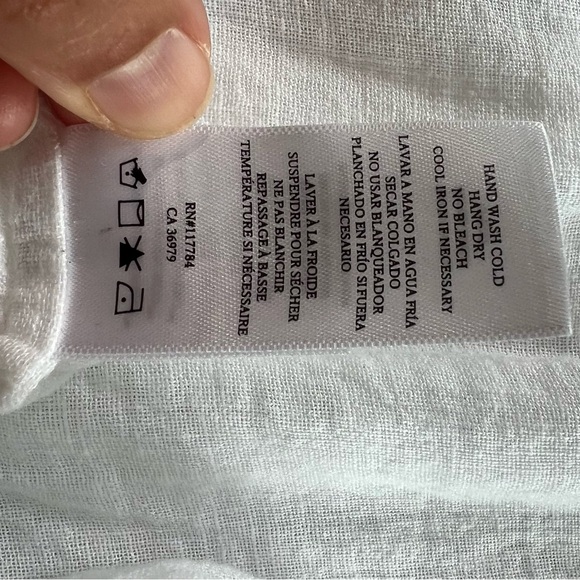 HAND WASH COLD
HANG DRY
NO BLEACH
COOL IRON IF NECESSARY
LAVAR A MANO EN AGUA FRÍA
SECAR COLGADO
NO USAR BLANQUEADOR
PLANCHADO EN FRÍO SI FUERA
NECESARIO
LAVER À LA FROIDE
SUSPENDRE POUR SÉCHER
NE PAS BLANCHIR
REPASSAGE À BASSE
TEMPÉRATURE SI NÉCESSAIRE
RN#117784
CA 36979